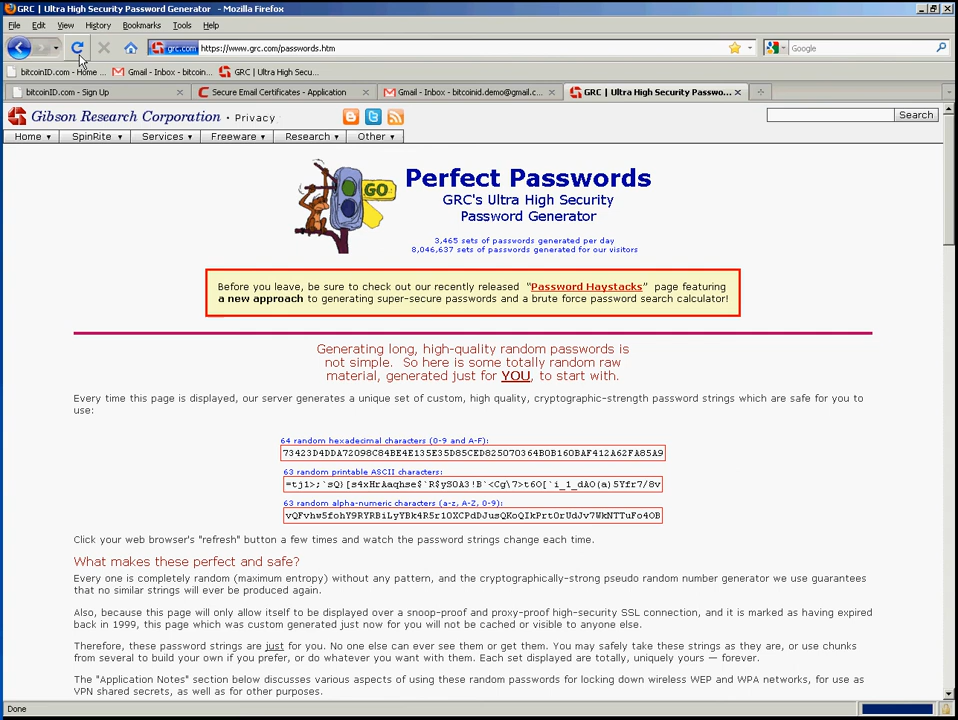 GRC | Ultra High Security Password Generator - Mozilla Firefox
File Edit View History Bookmarks Tools Help
grc.com https://www.grc.com/passwords.htm Google
bitcoinID.com - Home ... Gmail - Inbox - bitcoin... GRC | Ultra High Secu...
bitcoinID.com - Sign Up Secure Email Certificates - Application Gmail - Inbox - bitcoinid.demo@gmail.c... GRC | Ultra High Security Passwo...
Gibson Research Corporation · Privacy Search
Home SpinRite Services Freeware Research Other
GO
Perfect Passwords
GRC's Ultra High Security
Password Generator
3,465 sets of passwords generated per day
8,046,637 sets of passwords generated for our visitors
Before you leave, be sure to check out our recently released "Password Haystacks" page featuring
a new approach to generating super-secure passwords and a brute force password search calculator!
Generating long, high-quality random passwords is
not simple. So here is some totally random raw
material, generated just for YOU, to start with.
Every time this page is displayed, our server generates a unique set of custom, high quality, cryptographic-strength password strings which are safe for you to
use:
64 random hexadecimal characters (0-9 and A-F):
73423D4DDA72098C84BE4E135E35D85CED825070364B0B160BAF412A62FA85A9
63 random printable ASCII characters:
=tj1>;`sQ}[s4xHrAaqhse$`R$yS0A3!B`<Cg\7>t6O[`i_1_dAO(a)5Yfr7/8v
63 random alpha-numeric characters (a-z, A-Z, 0-9):
vQFvhw5fohY9RYRBiLyYBk4R5r1OXCPdDJusQKoQIkPrt0rUdJv7WkNTTuFo4OB
Click your web browser's "refresh" button a few times and watch the password strings change each time.
What makes these perfect and safe?
Every one is completely random (maximum entropy) without any pattern, and the cryptographically-strong pseudo random number generator we use guarantees
that no similar strings will ever be produced again.
Also, because this page will only allow itself to be displayed over a snoop-proof and proxy-proof high-security SSL connection, and it is marked as having expired
back in 1999, this page which was custom generated just now for you will not be cached or visible to anyone else.
Therefore, these password strings are just for you. No one else can ever see them or get them. You may safely take these strings as they are, or use chunks
from several to build your own if you prefer, or do whatever you want with them. Each set displayed are totally, uniquely yours — forever.
The "Application Notes" section below discusses various aspects of using these random passwords for locking down wireless WEP and WPA networks, for use as
VPN shared secrets, as well as for other purposes.
Done